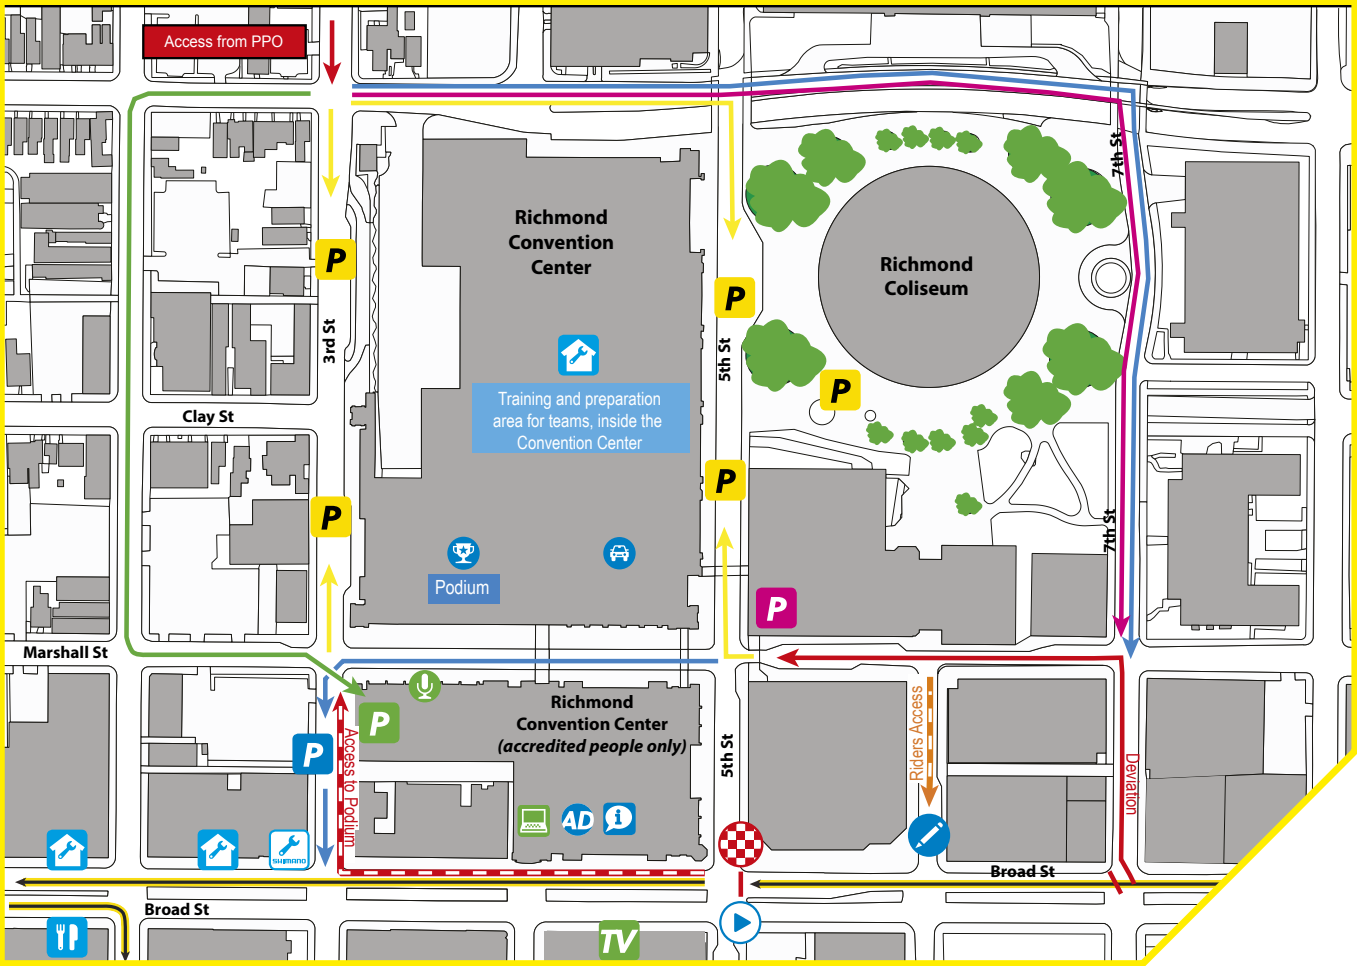 Access from PPO
7th St
Richmond
Convention
Center
Richmond
Coliseum
P
P
3rd St
5th St
P
Training and preparation
area for teams, inside the
Convention Center
Clay St
P
P
7th St
Podium
P
Marshall St
Richmond
Convention Center
(accredited people only)
P
P
Access to Podium
5th St
Riders Access
Deviation
AD
i
SHIMANO
Broad St
Broad St
TV